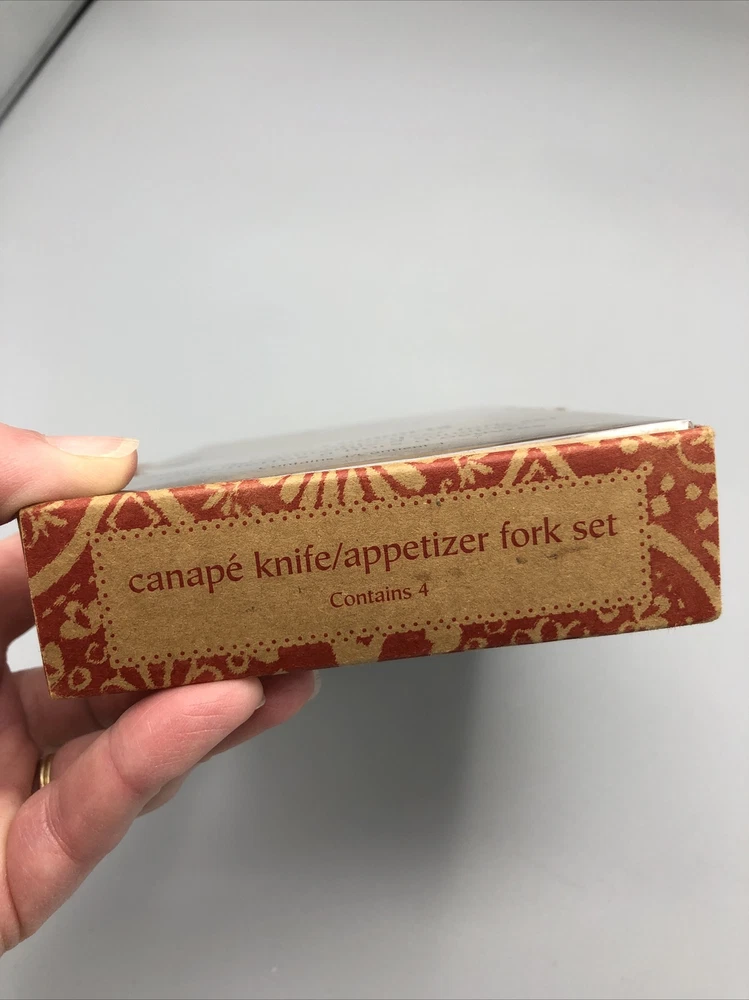 canapé knife/appetizer fork set
Contains 4